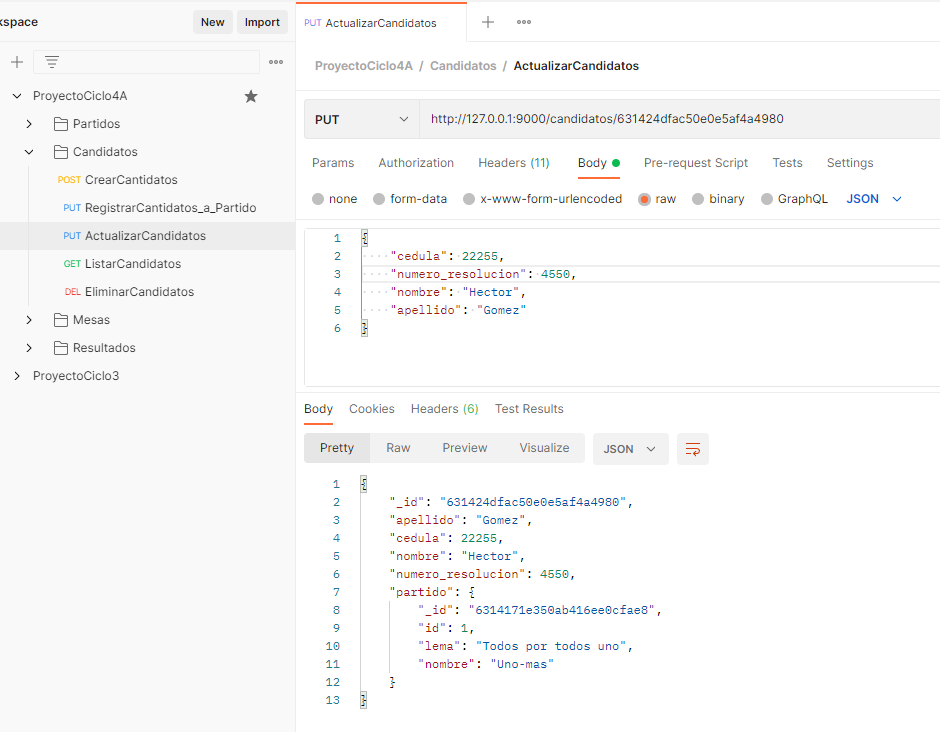 kspace
New
Import
ProyectoCiclo4A
Partidos
Candidatos
POST CrearCantidatos
PUT RegistrarCantidatos_a_Partido
PUT ActualizarCandidatos
GET ListarCandidatos
DEL EliminarCandidatos
Mesas
Resultados
ProyectoCiclo3
PUT ActualizarCandidatos
ProyectoCiclo4A / Candidatos / ActualizarCandidatos
PUT
http://127.0.0.1:9000/candidatos/631424dfac50e0e5af4a4980
Params Authorization Headers (11) Body Pre-request Script Tests Settings
none form-data x-www-form-urlencoded raw binary GraphQL JSON
1 {
2 "cedula": 22255,
3 "numero_resolucion": 4550,
4 "nombre": "Hector",
5 "apellido": "Gomez"
6 }
Body Cookies Headers (6) Test Results
Pretty Raw Preview Visualize JSON
1 {
2 "_id": "631424dfac50e0e5af4a4980",
3 "apellido": "Gomez",
4 "cedula": 22255,
5 "nombre": "Hector",
6 "numero_resolucion": 4550,
7 "partido": {
8 "_id": "6314171e350ab416ee0cfae8",
9 "id": 1,
10 "lema": "Todos por todos uno",
11 "nombre": "Uno-mas"
12 }
13 }